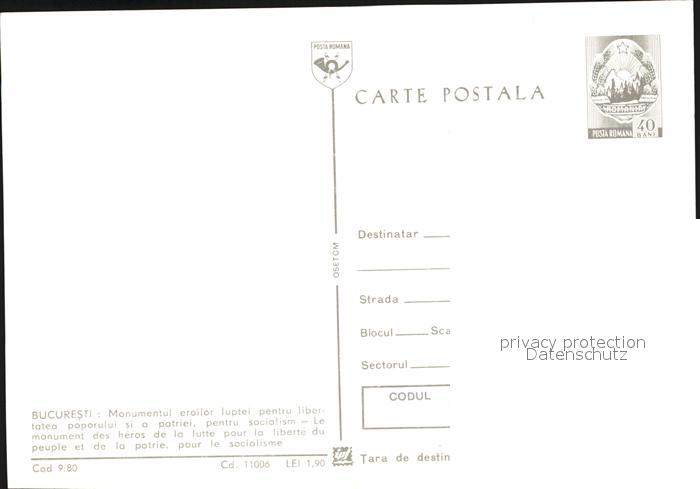 POSTA ROMANA
CARTE POSTALA
POSTA ROMANA 40 BANI
Destinatar
OSETCM
Strada
Blocul Sca
Sectorul
CODUL
Țara de destin
privacy protection
Datenschutz
BUCUREȘTI : Monumentul eroilor luptei pentru liber-
tatea poporului și a patriei, pentru socialism – Le
monument des héros de la lutte pour la liberté du
peuple et de la patrie, pour le socialisme
Cod 9/80 Cd. 11006 LEI 1,90